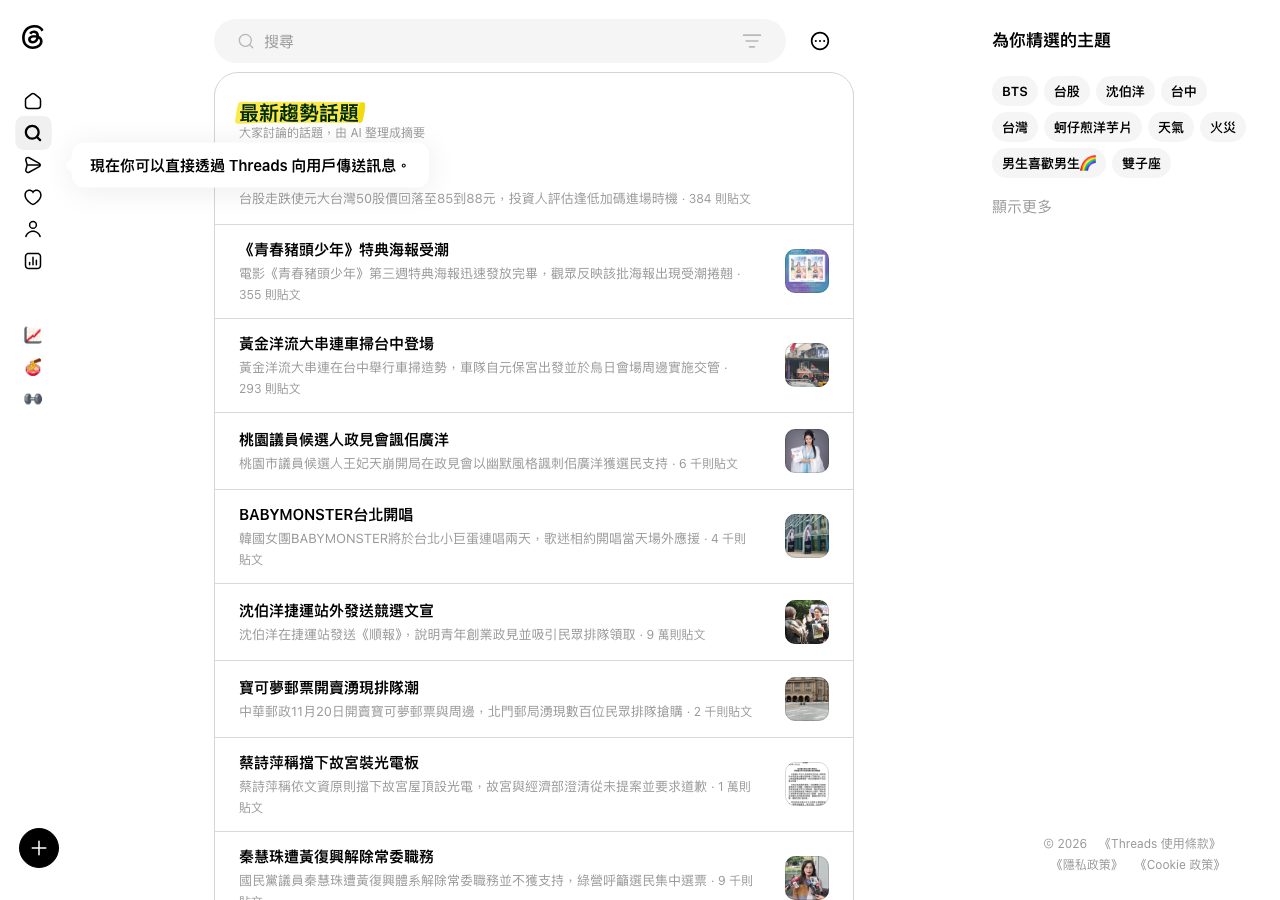 搜尋
最新趨勢話題
大家討論的話題，由 AI 整理成摘要
現在你可以直接透過 Threads 向用戶傳送訊息。
台股走跌使元大台灣50股價回落至85到88元，投資人評估逢低加碼進場時機 · 384 則貼文
《青春豬頭少年》特典海報受潮
電影《青春豬頭少年》第三週特典海報迅速發放完畢，觀眾反映該批海報出現受潮捲翹 ·
355 則貼文
黃金洋流大串連車掃台中登場
黃金洋流大串連在台中舉行車掃造勢，車隊自元保宮出發並於烏日會場周邊實施交管 ·
293 則貼文
桃園議員候選人政見會諷侶廣洋
桃園市議員候選人王妃天崩開局在政見會以幽默風格諷刺侶廣洋獲選民支持 · 6 千則貼文
BABYMONSTER台北開唱
韓國女團BABYMONSTER將於台北小巨蛋連唱兩天，歌迷相約開唱當天場外應援 · 4 千則
貼文
沈伯洋捷運站外發送競選文宣
沈伯洋在捷運站發送《順報》，說明青年創業政見並吸引民眾排隊領取 · 9 萬則貼文
寶可夢郵票開賣湧現排隊潮
中華郵政11月20日開賣寶可夢郵票與周邊，北門郵局湧現數百位民眾排隊搶購 · 2 千則貼文
蔡詩萍稱擋下故宮裝光電板
蔡詩萍稱依文資原則擋下故宮屋頂設光電，故宮與經濟部澄清從未提案並要求道歉 · 1 萬則
貼文
秦慧珠遭黃復興解除常委職務
國民黨議員秦慧珠遭黃復興體系解除常委職務並不獲支持，綠營呼籲選民集中選票 · 9 千則
為你精選的主題
BTS 台股 沈伯洋 台中
台灣 蚵仔煎洋芋片 天氣 火災
男生喜歡男生🌈 雙子座
顯示更多
© 2026 《Threads 使用條款》
《隱私政策》 《Cookie 政策》